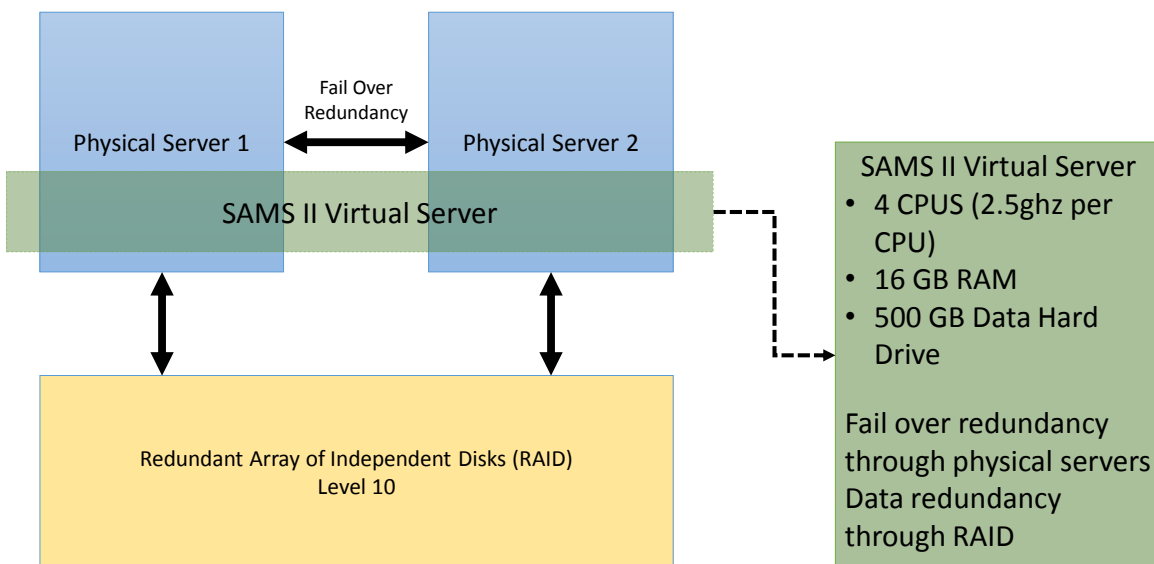 Fail Over
Redundancy
Physical Server 1
Physical Server 2
SAMS II Virtual Server
Redundant Array of Independent Disks (RAID)
Level 10
SAMS II Virtual Server
• 4 CPUS (2.5ghz per
CPU)
• 16 GB RAM
• 500 GB Data Hard
Drive
Fail over redundancy
through physical servers
Data redundancy
through RAID